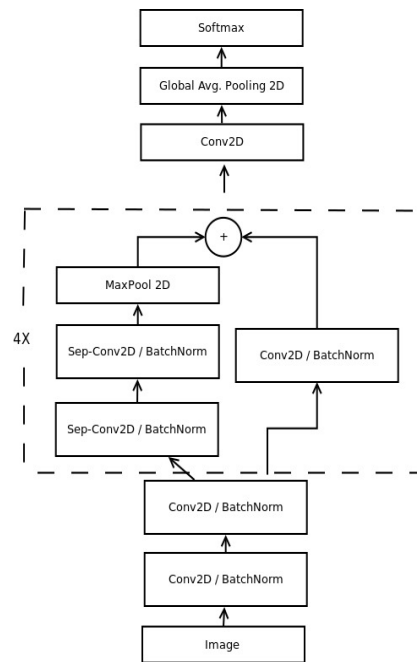 Softmax
Global Avg. Pooling 2D
Conv2D
+
MaxPool 2D
4X
Sep-Conv2D / BatchNorm
Conv2D / BatchNorm
Sep-Conv2D / BatchNorm
Conv2D / BatchNorm
Conv2D / BatchNorm
Image